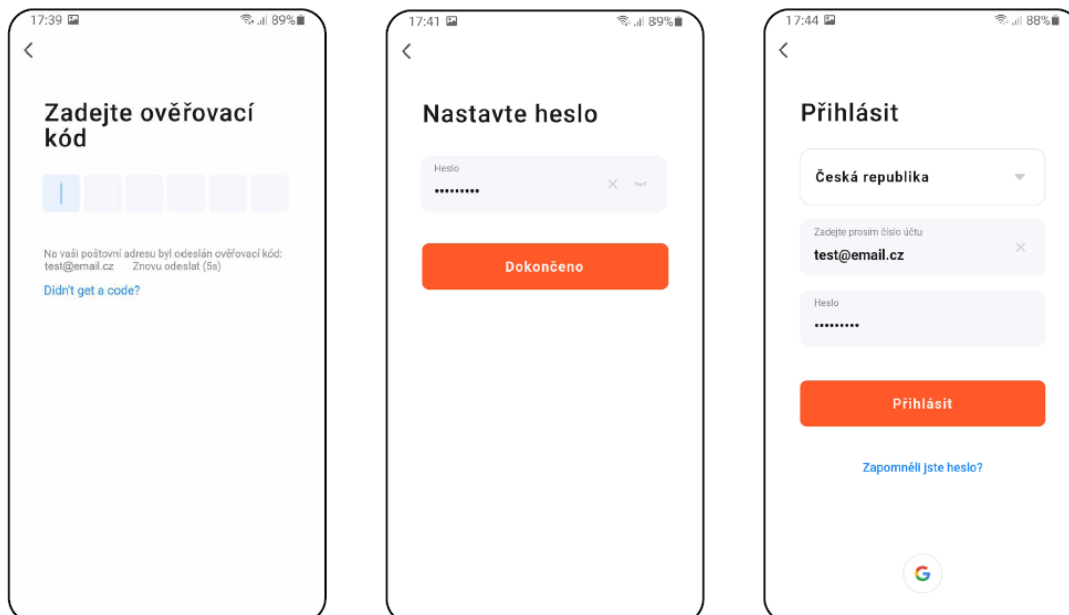 17:39 89%
Zadejte ověřovací
kód
Na vaši poštovní adresu byl odeslán ověřovací kód:
test@email.cz Znovu odeslat (5s)
Didn't get a code?
17:41 89%
Nastavte heslo
Heslo
•••••••••
Dokončeno
17:44 88%
Přihlásit
Česká republika
Zadejte prosím číslo účtu
test@email.cz
Heslo
•••••••••
Přihlásit
Zapomněli jste heslo?
G